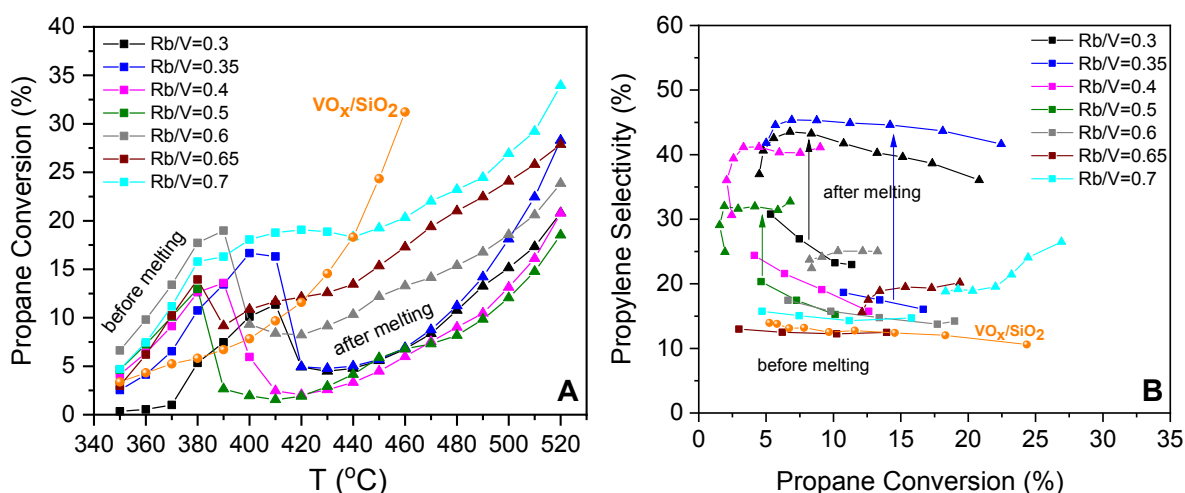 Propane Conversion (%)
40
35
30
25
20
15
10
5
0
Rb/V=0.3
Rb/V=0.35
Rb/V=0.4
Rb/V=0.5
Rb/V=0.6
Rb/V=0.65
Rb/V=0.7
VOx/SiO2
before melting
after melting
A
340 360 380 400 420 440 460 480 500 520
T (°C)
Propylene Selectivity (%)
60
50
40
30
20
10
0
Rb/V=0.3
Rb/V=0.35
Rb/V=0.4
Rb/V=0.5
Rb/V=0.6
Rb/V=0.65
Rb/V=0.7
after melting
VOx/SiO2
before melting
B
0 5 10 15 20 25 30 35
Propane Conversion (%)